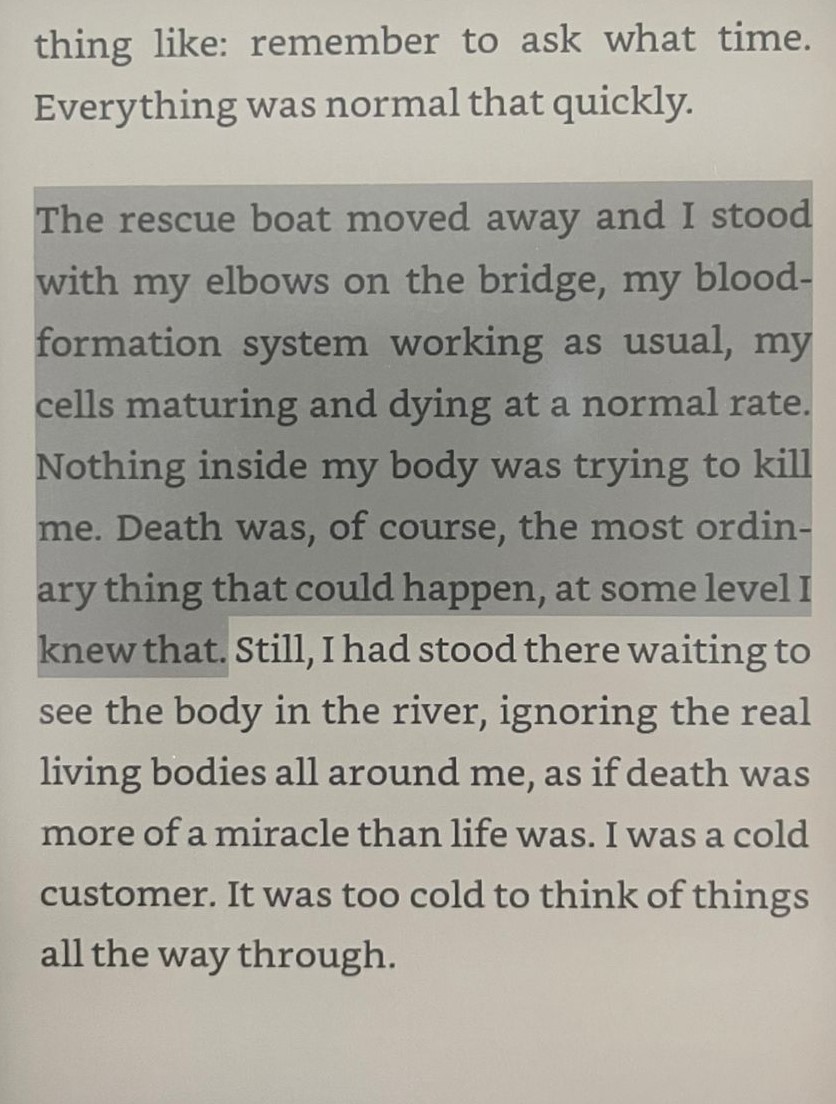 thing like: remember to ask what time.
Everything was normal that quickly.
The rescue boat moved away and I stood
with my elbows on the bridge, my blood-
formation system working as usual, my
cells maturing and dying at a normal rate.
Nothing inside my body was trying to kill
me. Death was, of course, the most ordin-
ary thing that could happen, at some level I
knew that. Still, I had stood there waiting to
see the body in the river, ignoring the real
living bodies all around me, as if death was
more of a miracle than life was. I was a cold
customer. It was too cold to think of things
all the way through.